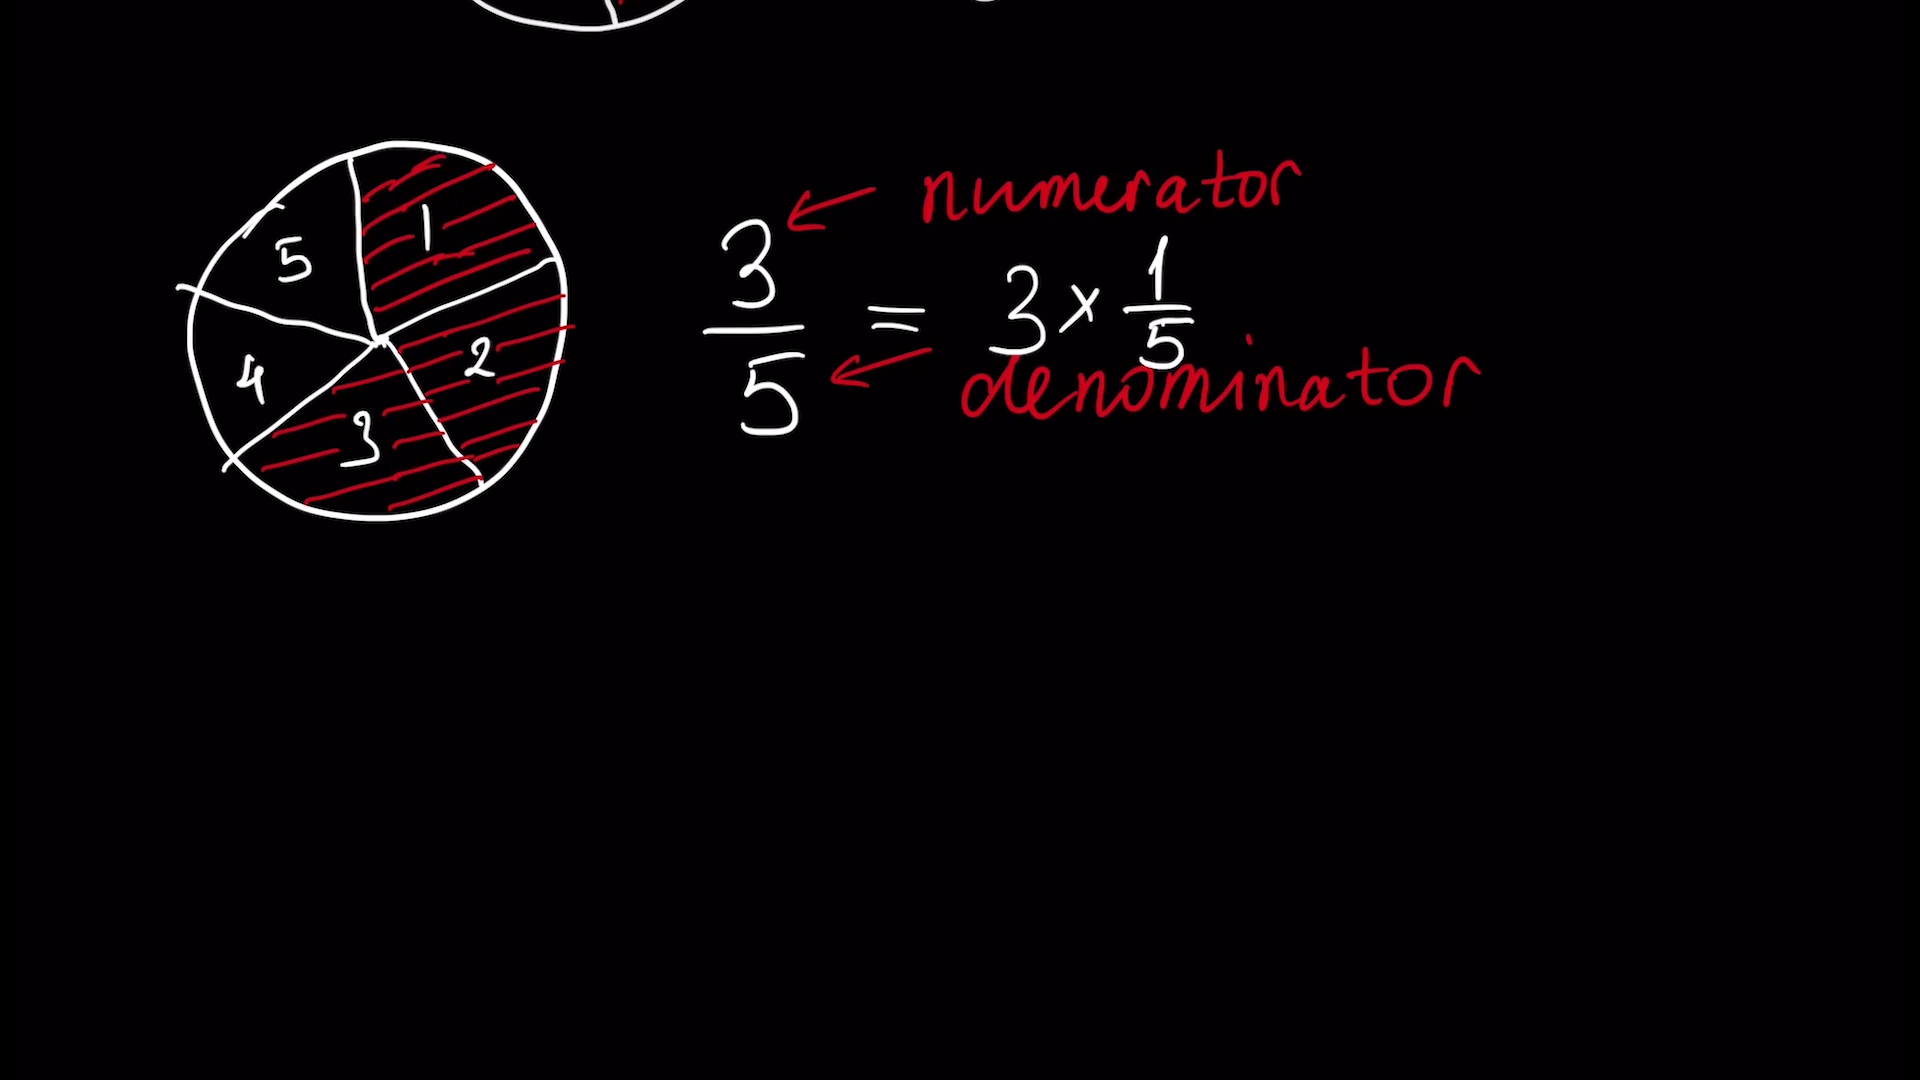 1
2
3
4
5
3/5 = 3 × 1/5
numerator
denominator